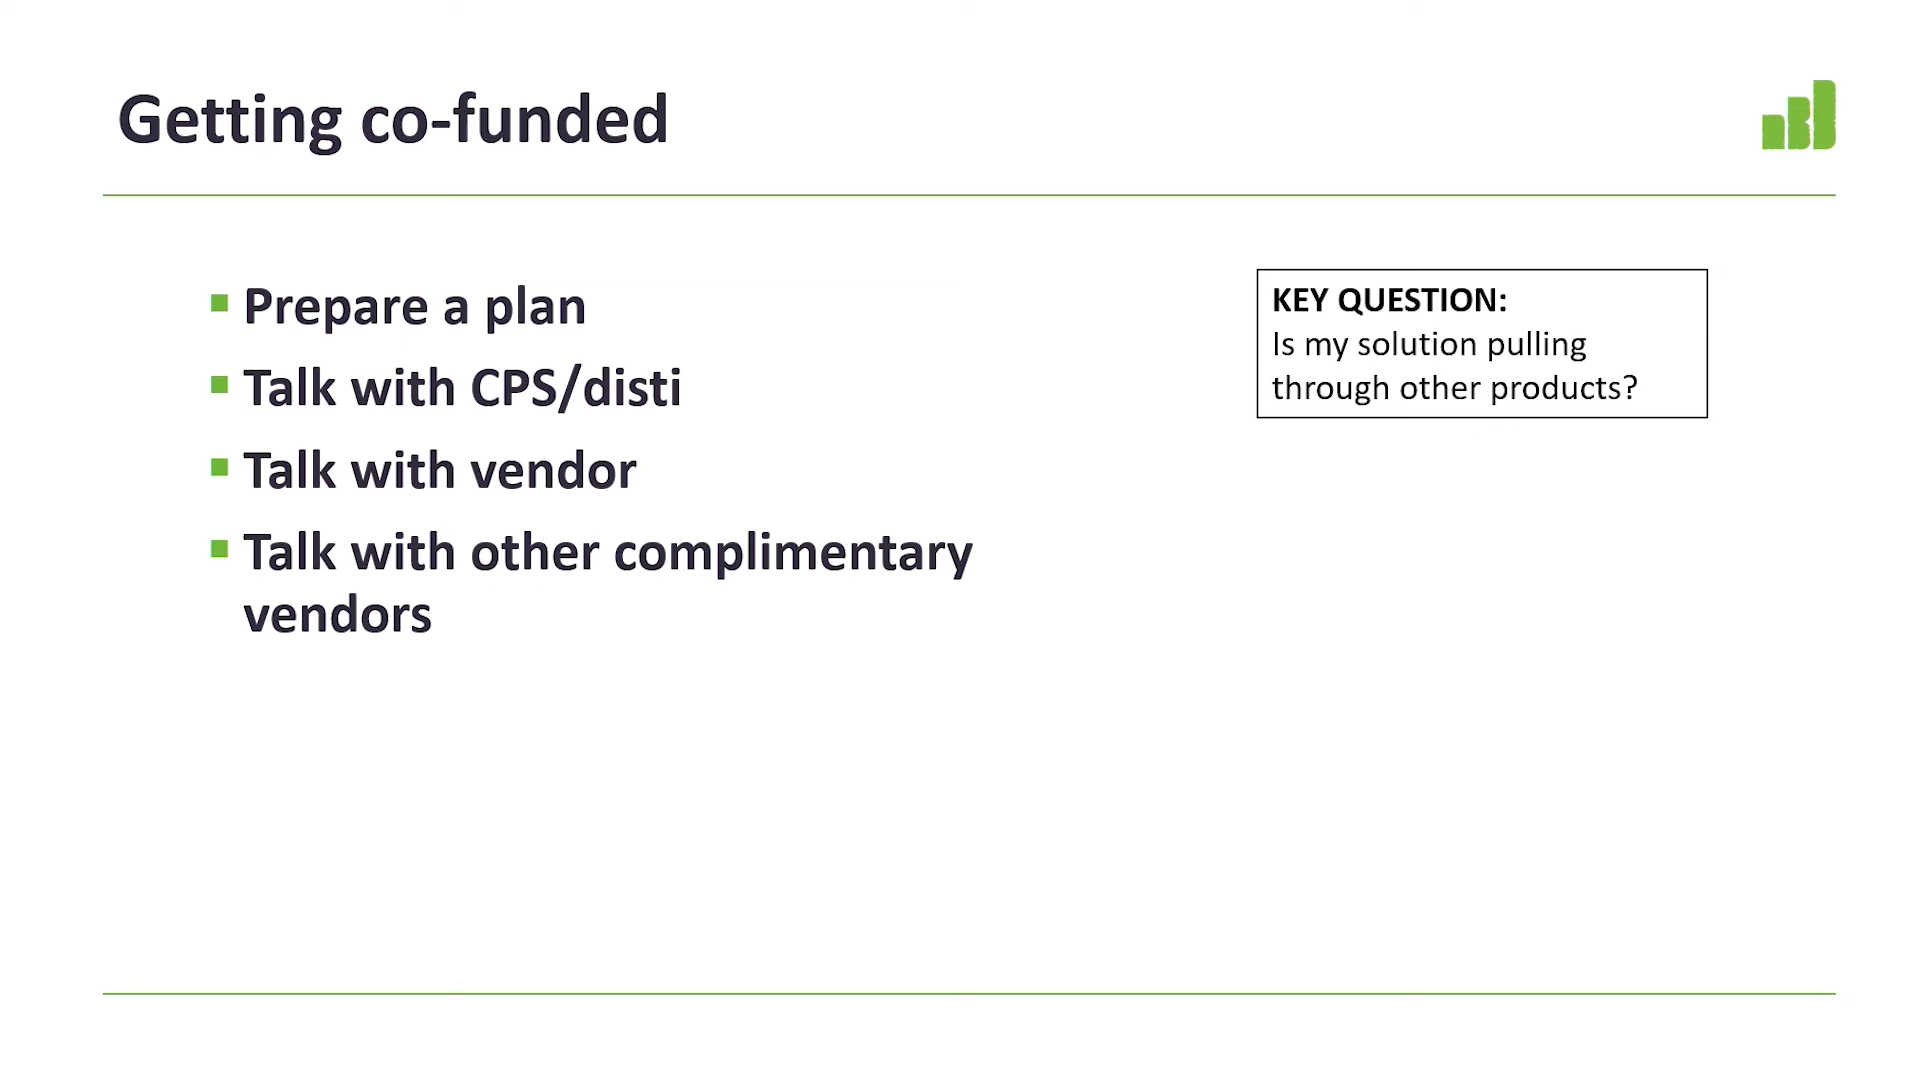 Getting co-funded
Prepare a plan
Talk with CPS/disti
Talk with vendor
Talk with other complimentary
vendors
KEY QUESTION:
Is my solution pulling
through other products?